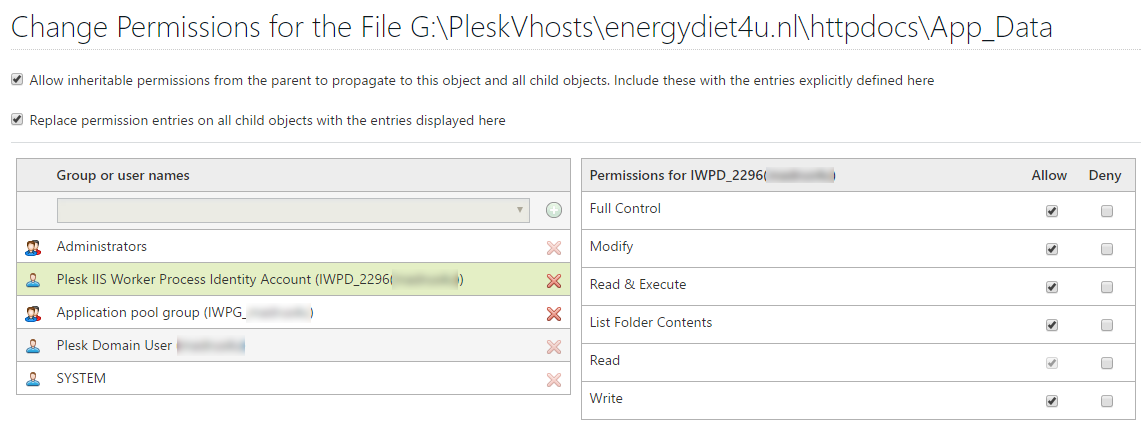 Change Permissions for the File G:\PleskVhosts\energydiet4u.nl\httpdocs\App_Data
Allow inheritable permissions from the parent to propagate to this object and all child objects. Include these with the entries explicitly defined here
Replace permission entries on all child objects with the entries displayed here
Group or user names
Administrators
Plesk IIS Worker Process Identity Account (IWPD_2296( ))
Application pool group (IWPG_ )
Plesk Domain User
SYSTEM
Permissions for IWPD_2296( ) Allow Deny
Full Control
Modify
Read & Execute
List Folder Contents
Read
Write